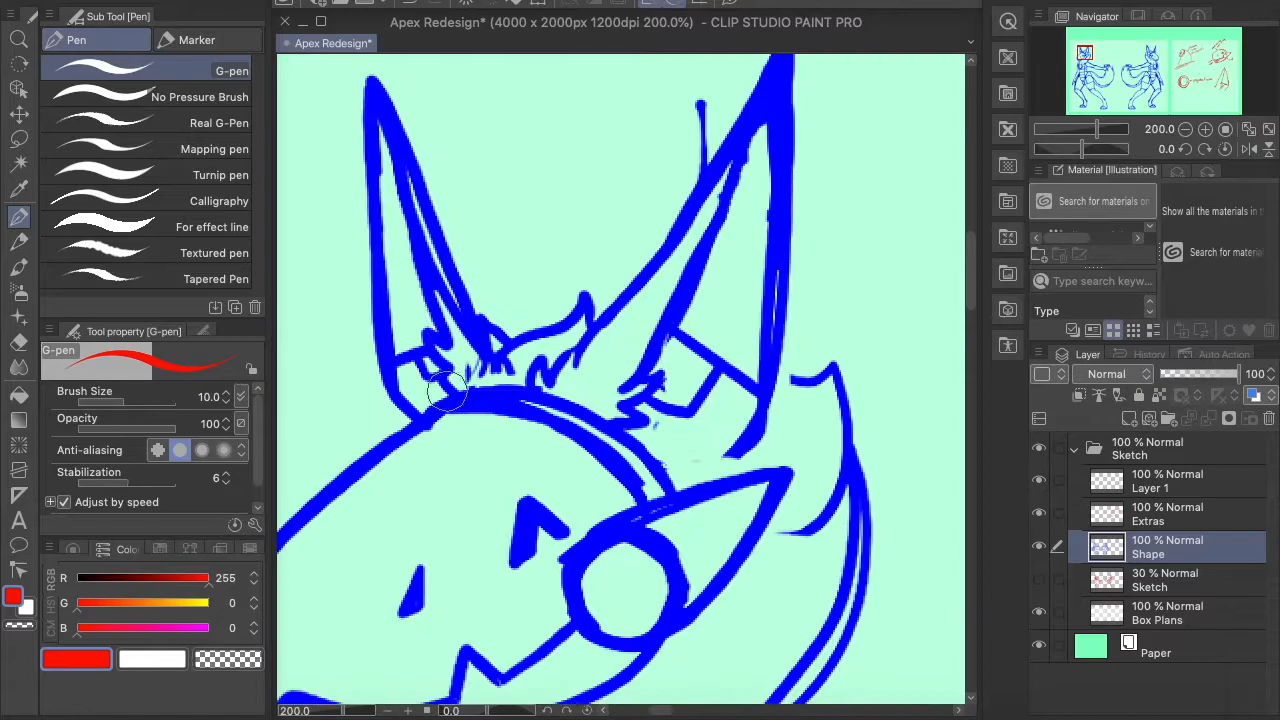 Sub Tool [Pen]
Apex Redesign* (4000 x 2000px 1200dpi 200.0%) - CLIP STUDIO PAINT PRO
Navigator
Pen
Marker
Apex Redesign*
G-pen
No Pressure Brush
Real G-Pen
Mapping pen
Turnip pen
Calligraphy
For effect line
Textured pen
Tapered Pen
200.0
0.0
Material [Illustration]
Search for materials on
Show all the materials in t
Search for materia
Type search keyw...
Type
Tool property [G-pen]
G-pen
Brush Size
10.0
Opacity
100
Anti-aliasing
Stabilization
6
Adjust by speed
Layer
Normal
100
100 % Normal
Sketch
100 % Normal
Layer 1
100 % Normal
Extras
100 % Normal
Shape
30 % Normal
Sketch
100 % Normal
Box Plans
Paper
Colo
RGB
HS
CM
R
255
G
0
B
0
200.0
0.0